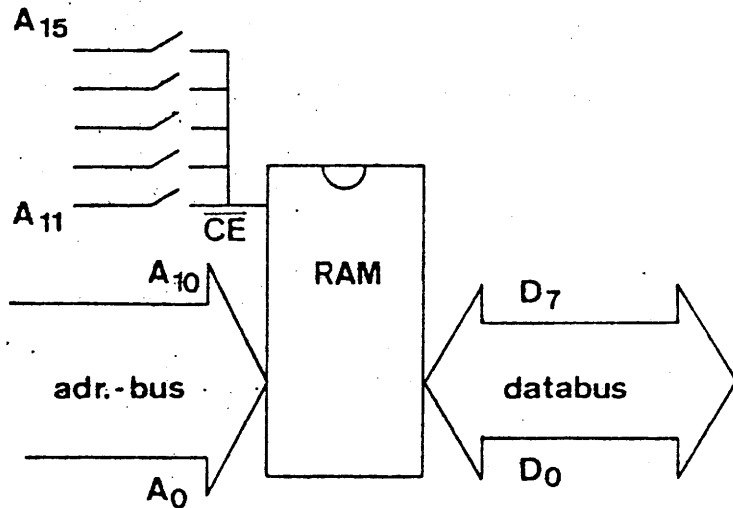 A15
A11
CE
RAM
A10
adr.-bus
A0
D7
databus
D0